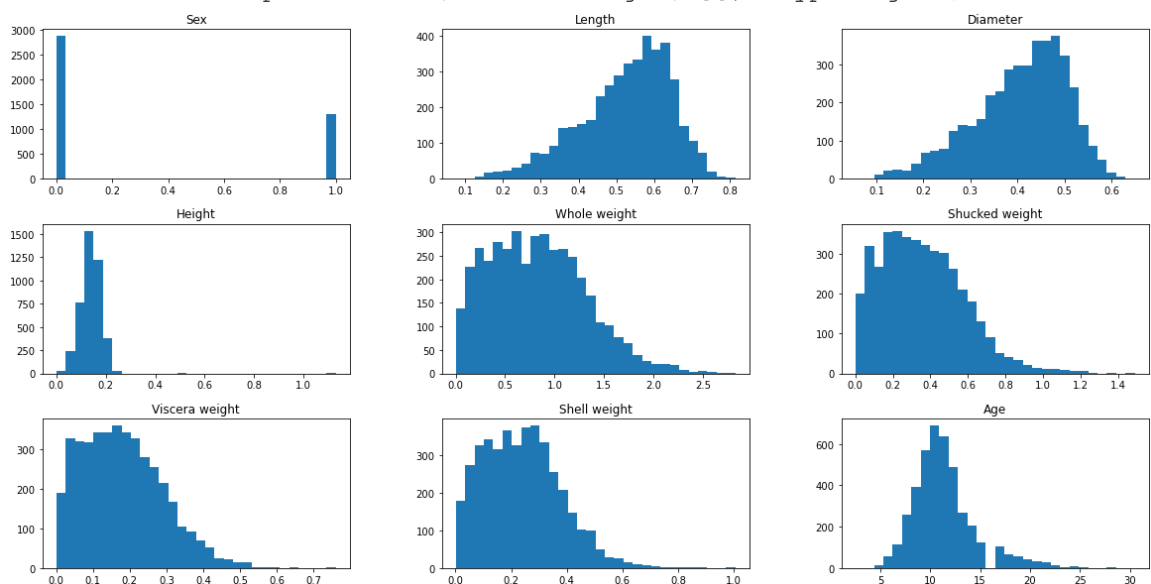 Sex Length Diameter
3000 2500 2000 1500 1000 500 0
0.0 0.2 0.4 0.6 0.8 1.0
400 300 200 100 0
0.1 0.2 0.3 0.4 0.5 0.6 0.7 0.8
300 200 100 0
0.1 0.2 0.3 0.4 0.5 0.6
Height Whole weight Shucked weight
1500 1250 1000 750 500 250 0
0.0 0.2 0.4 0.6 0.8 1.0
300 250 200 150 100 50 0
0.0 0.5 1.0 1.5 2.0 2.5
300 200 100 0
0.0 0.2 0.4 0.6 0.8 1.0 1.2 1.4
Viscera weight Shell weight Age
300 200 100 0
0.0 0.1 0.2 0.3 0.4 0.5 0.6 0.7
300 200 100 0
0.0 0.2 0.4 0.6 0.8 1.0
600 400 200 0
5 10 15 20 25 30